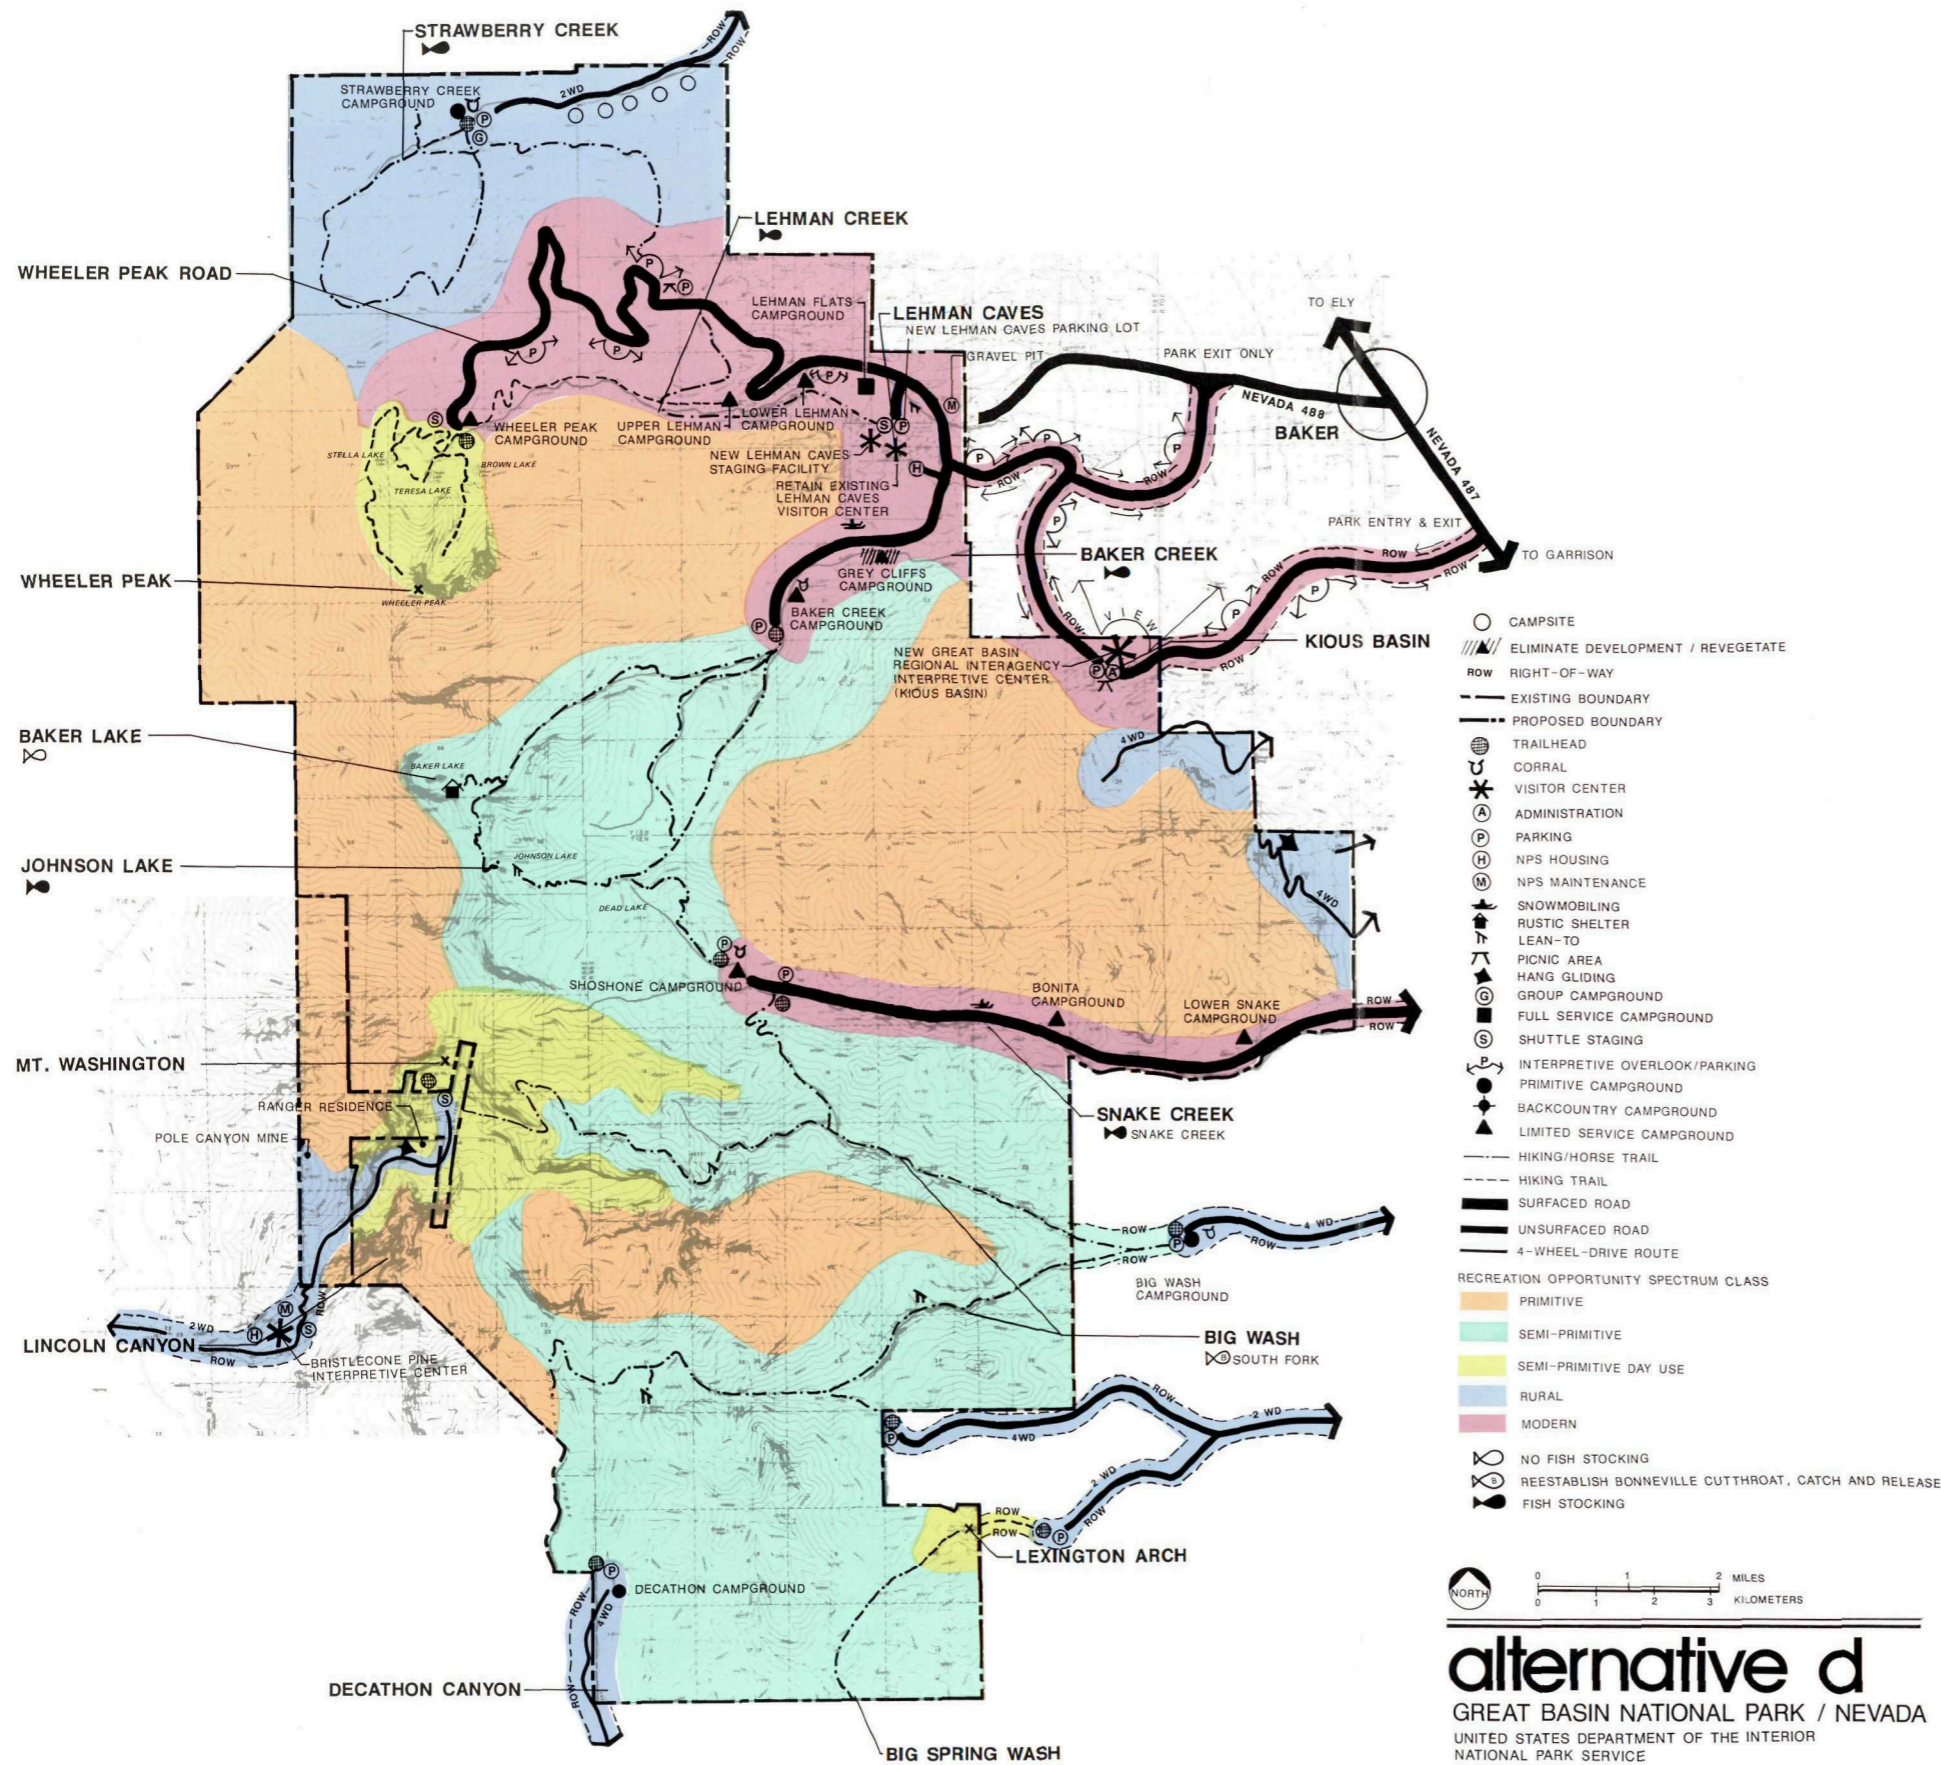 STRAWBERRY CREEK
ROW
ROW
STRAWBERRY CREEK
CAMPGROUND
2WD
P
G
LEHMAN CREEK
WHEELER PEAK ROAD
P
P
LEHMAN FLATS
CAMPGROUND
LEHMAN CAVES
NEW LEHMAN CAVES PARKING LOT
TO ELY
GRAVEL PIT
PARK EXIT ONLY
P
P
P
M
NEVADA 488
BAKER
S
WHEELER PEAK
CAMPGROUND
UPPER LEHMAN
CAMPGROUND
LOWER LEHMAN
CAMPGROUND
S
P
STELLA LAKE
BROWN LAKE
NEW LEHMAN CAVES
STAGING FACILITY
H
P
P
P
ROW
ROW
NEVADA 487
TERESA LAKE
RETAIN EXISTING
LEHMAN CAVES
VISITOR CENTER
P
PARK ENTRY & EXIT
ROW
ROW
TO GARRISON
BAKER CREEK
WHEELER PEAK
WHEELER PEAK
GREY CLIFFS
CAMPGROUND
BAKER CREEK
CAMPGROUND
P
ROW
VIEW
P
P
ROW
ROW
KIOUS BASIN
NEW GREAT BASIN
REGIONAL INTERAGENCY
INTERPRETIVE CENTER
(KIOUS BASIN)
P
A
BAKER LAKE
BAKER LAKE
4WD
JOHNSON LAKE
JOHNSON LAKE
DEAD LAKE
4WD
P
SHOSHONE CAMPGROUND
P
BONITA
CAMPGROUND
LOWER SNAKE
CAMPGROUND
ROW
ROW
MT. WASHINGTON
RANGER RESIDENCE
S
POLE CANYON MINE
SNAKE CREEK
SNAKE CREEK
ROW
ROW
P
4 WD
ROW
BIG WASH
CAMPGROUND
ROW
M
H
S
2WD
ROW
LINCOLN CANYON
BRISTLECONE PINE
INTERPRETIVE CENTER
BIG WASH
B
SOUTH FORK
P
4WD
ROW
2 WD
2 WD
ROW
ROW
ROW
P
LEXINGTON ARCH
P
DECATHON CAMPGROUND
ROW
4WD
ROW
DECATHON CANYON
BIG SPRING WASH
CAMPSITE
ELIMINATE DEVELOPMENT / REVEGETATE
ROW RIGHT-OF-WAY
EXISTING BOUNDARY
PROPOSED BOUNDARY
TRAILHEAD
CORRAL
VISITOR CENTER
A ADMINISTRATION
P PARKING
H NPS HOUSING
M NPS MAINTENANCE
SNOWMOBILING
RUSTIC SHELTER
LEAN-TO
PICNIC AREA
HANG GLIDING
G GROUP CAMPGROUND
FULL SERVICE CAMPGROUND
S SHUTTLE STAGING
P INTERPRETIVE OVERLOOK/PARKING
PRIMITIVE CAMPGROUND
BACKCOUNTRY CAMPGROUND
LIMITED SERVICE CAMPGROUND
HIKING/HORSE TRAIL
HIKING TRAIL
SURFACED ROAD
UNSURFACED ROAD
4-WHEEL-DRIVE ROUTE
RECREATION OPPORTUNITY SPECTRUM CLASS
PRIMITIVE
SEMI-PRIMITIVE
SEMI-PRIMITIVE DAY USE
RURAL
MODERN
NO FISH STOCKING
B REESTABLISH BONNEVILLE CUTTHROAT, CATCH AND RELEASE
FISH STOCKING
NORTH
0 1 2 MILES
0 1 2 3 KILOMETERS
alternative d
GREAT BASIN NATIONAL PARK / NEVADA
UNITED STATES DEPARTMENT OF THE INTERIOR
NATIONAL PARK SERVICE